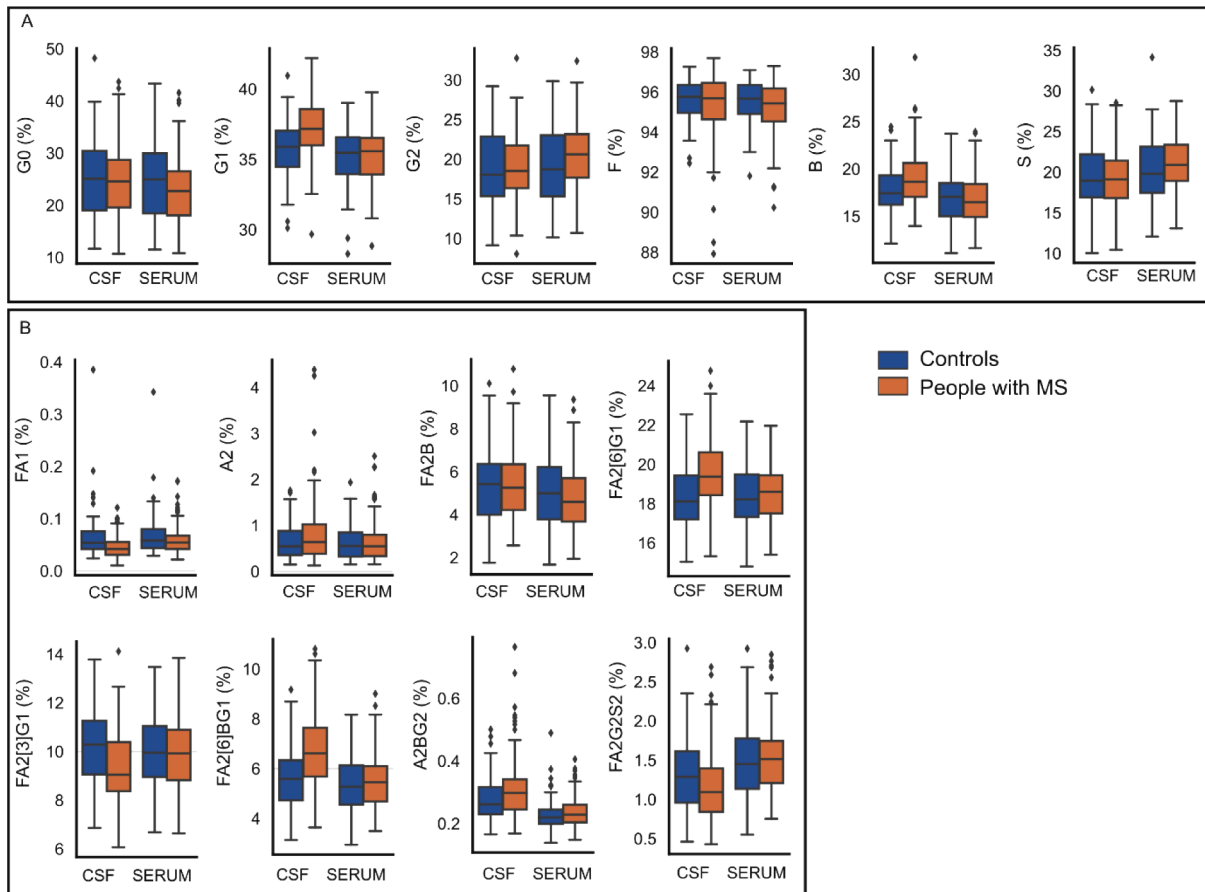 A
G0 (%)
50
40
30
20
10
CSF SERUM
G1 (%)
40
35
30
CSF SERUM
G2 (%)
30
25
20
15
10
CSF SERUM
F (%)
98
96
94
92
90
88
CSF SERUM
B (%)
30
25
20
15
CSF SERUM
S (%)
35
30
25
20
15
10
CSF SERUM
B
FA1 (%)
0.4
0.3
0.2
0.1
0.0
CSF SERUM
A2 (%)
4
3
2
1
0
CSF SERUM
FA2B (%)
10
8
6
4
2
CSF SERUM
FA2[6]G1 (%)
24
22
20
18
16
CSF SERUM
Controls
People with MS
FA2[3]G1 (%)
14
12
10
8
6
CSF SERUM
FA2[6]BG1 (%)
10
8
6
4
CSF SERUM
A2BG2 (%)
0.6
0.4
0.2
CSF SERUM
FA2G2S2 (%)
3.0
2.5
2.0
1.5
1.0
0.5
CSF SERUM